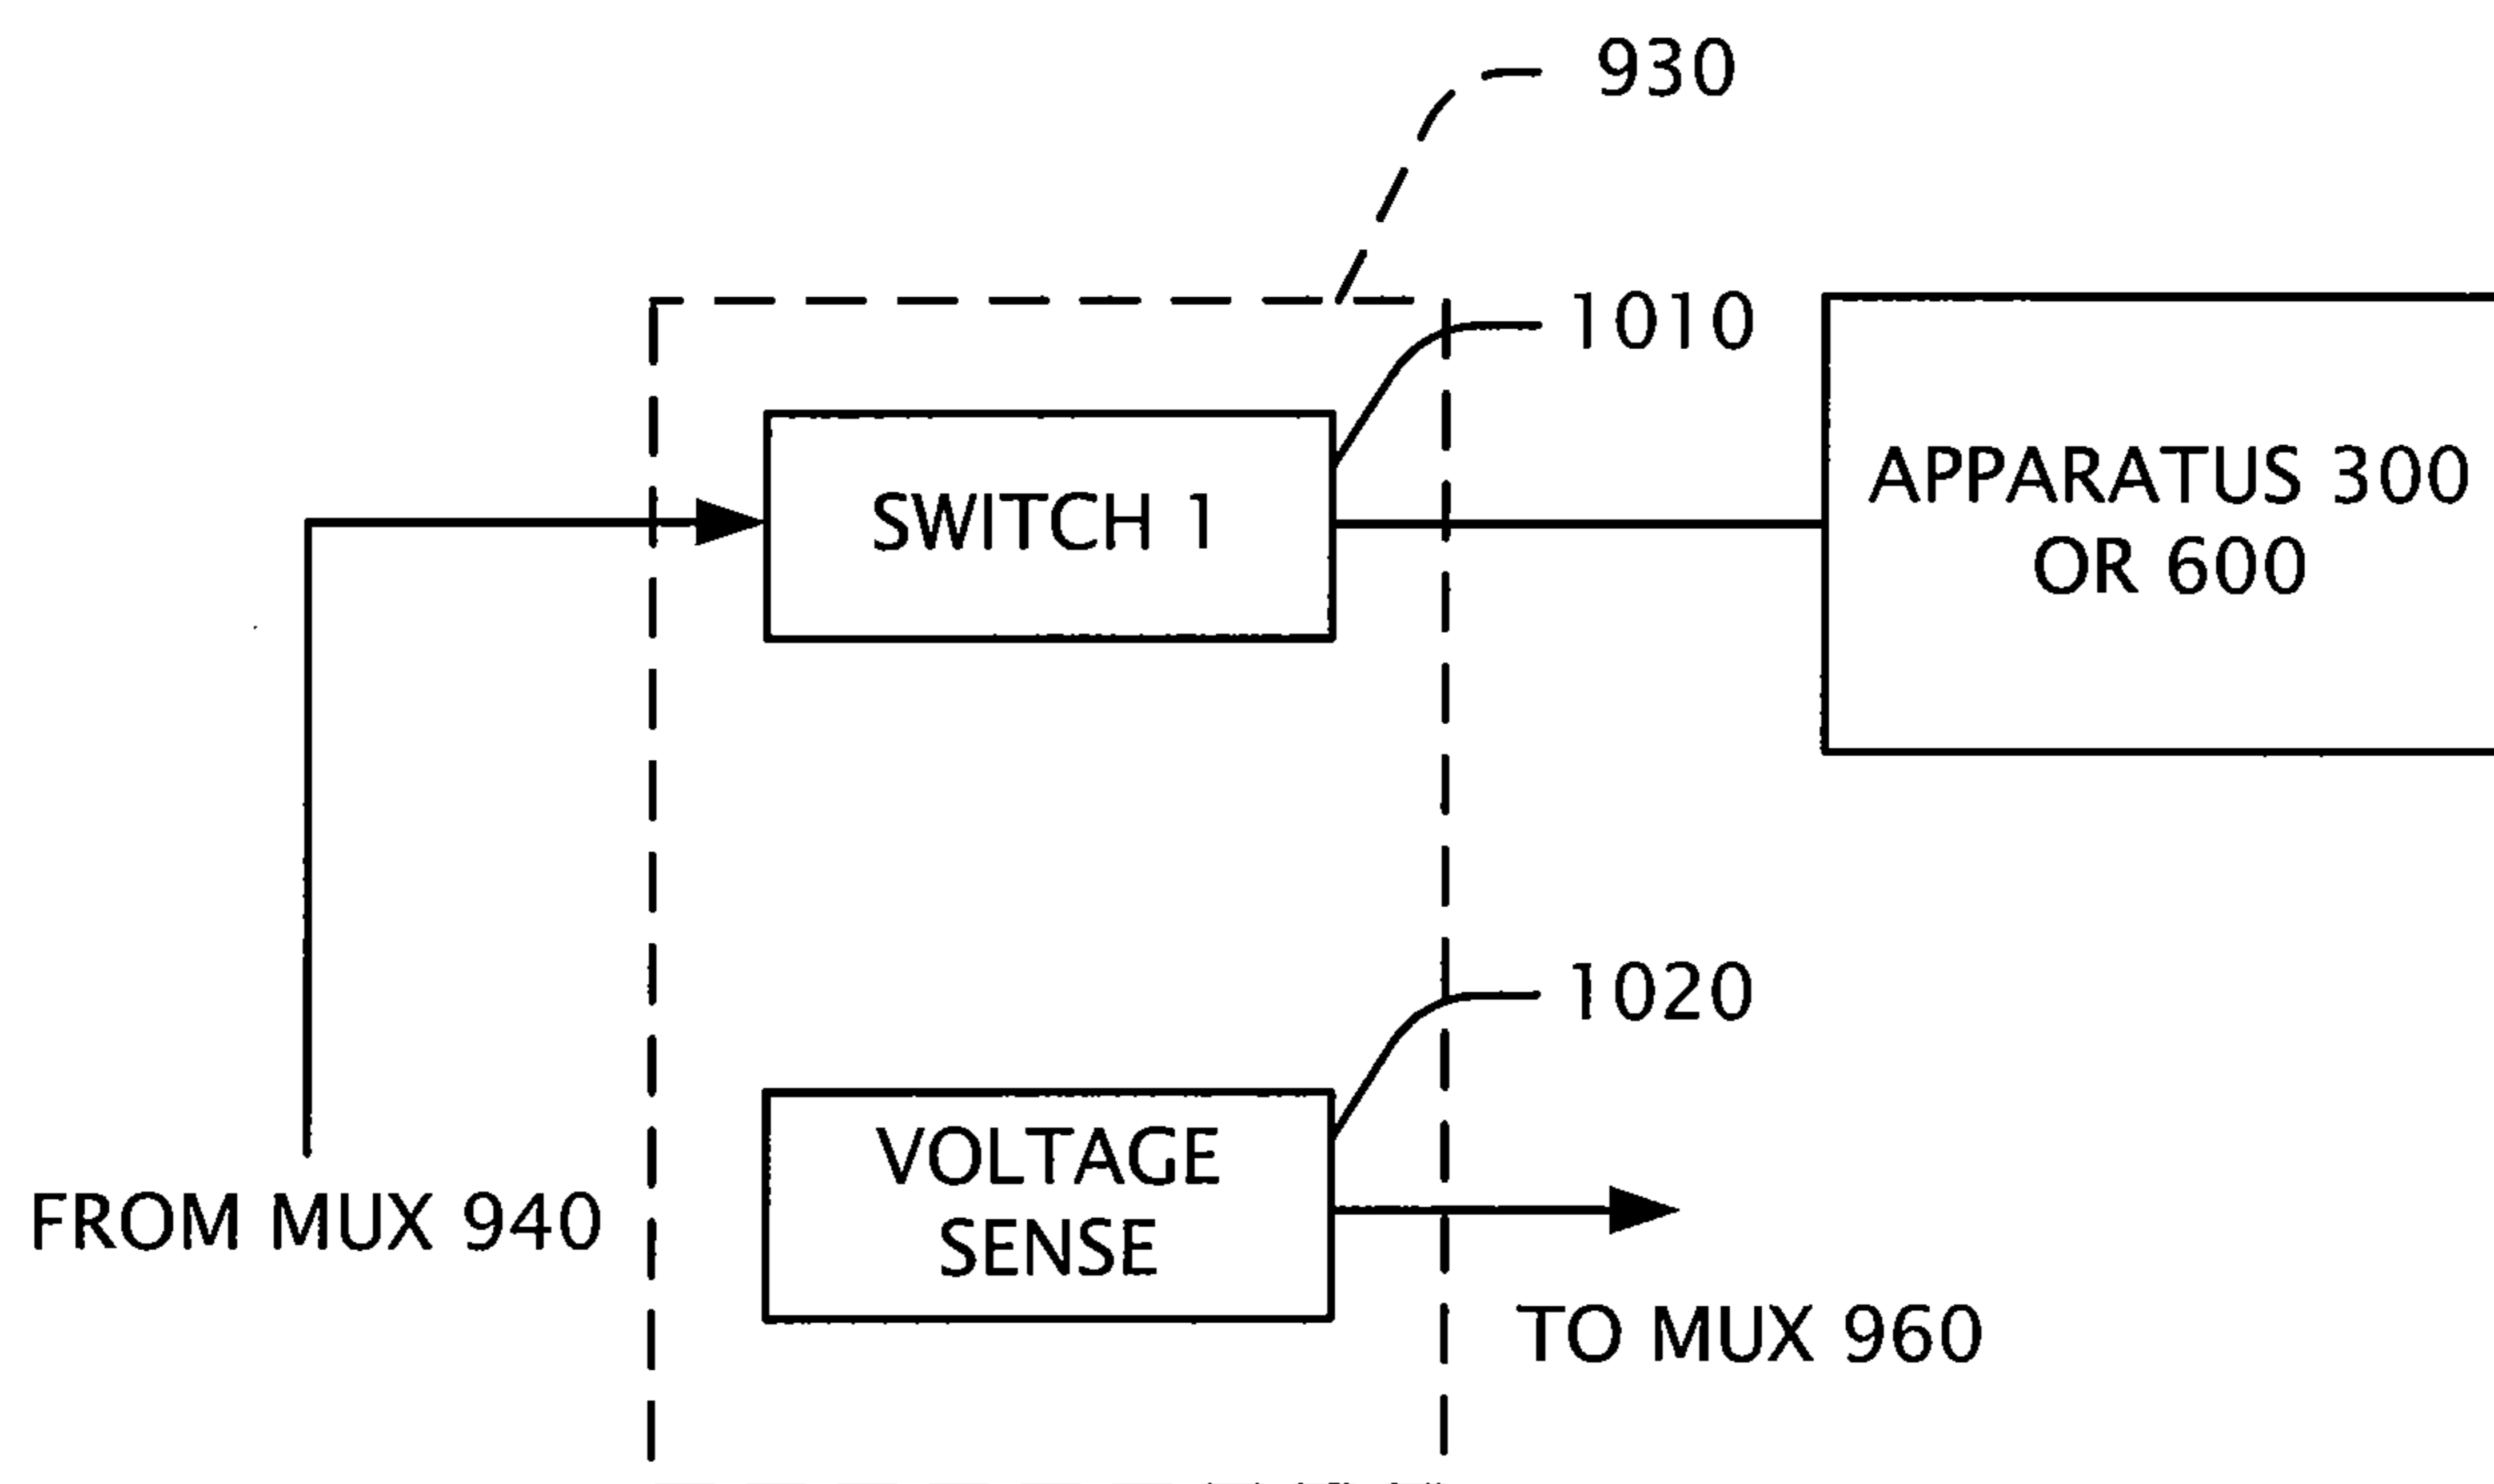 930
1010
SWITCH 1
APPARATUS 300
OR 600
1020
VOLTAGE
SENSE
FROM MUX 940
TO MUX 960